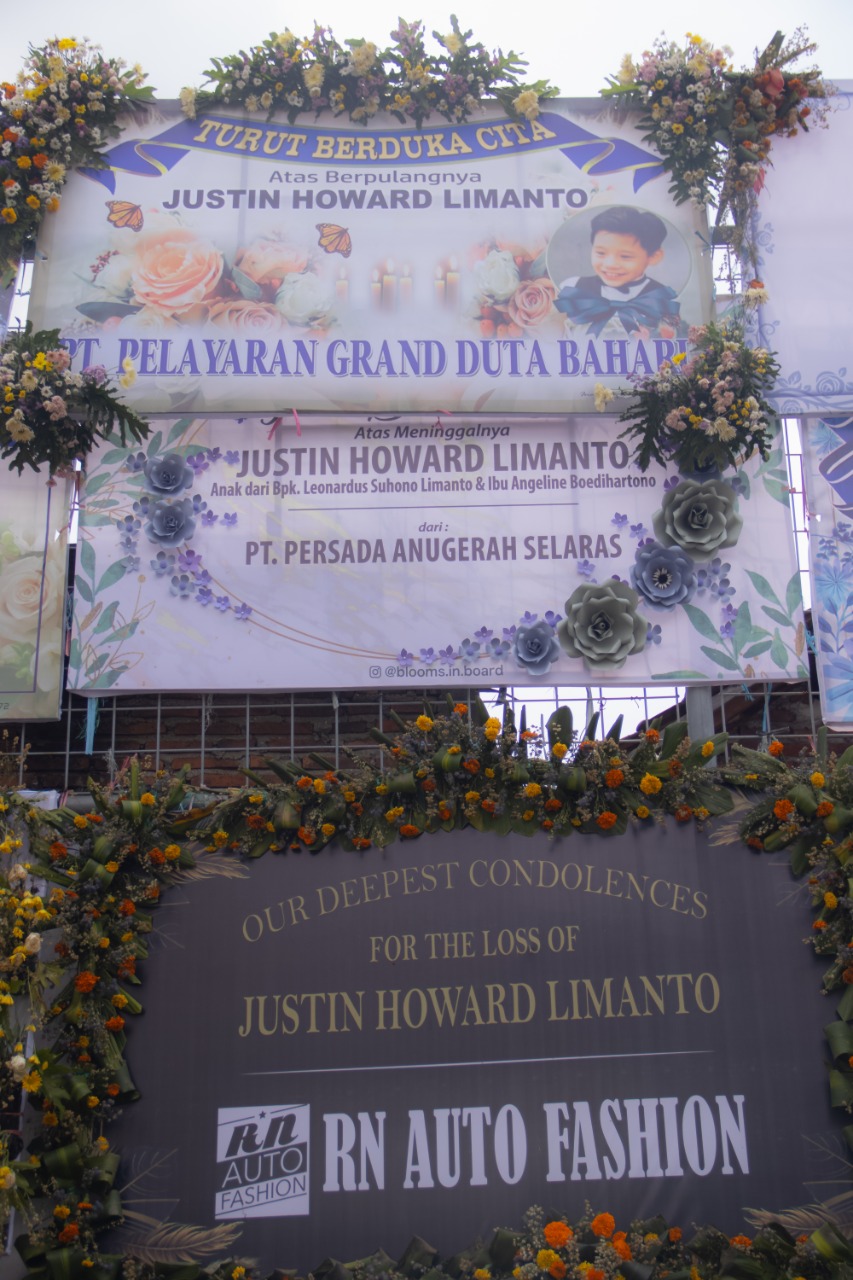 TURUT BERDUKA CITA
Atas Berpulangnya
JUSTIN HOWARD LIMANTO
PT. PELAYARAN GRAND DUTA BAHARI
Atas Meninggalnya
JUSTIN HOWARD LIMANTO
Anak dari Bpk. Leonardus Suhono Limanto & Ibu Angeline Boedihartono
dari :
PT. PERSADA ANUGERAH SELARAS
@blooms.in.board
OUR DEEPEST CONDOLENCES
FOR THE LOSS OF
JUSTIN HOWARD LIMANTO
RN
AUTO
FASHION
RN AUTO FASHION